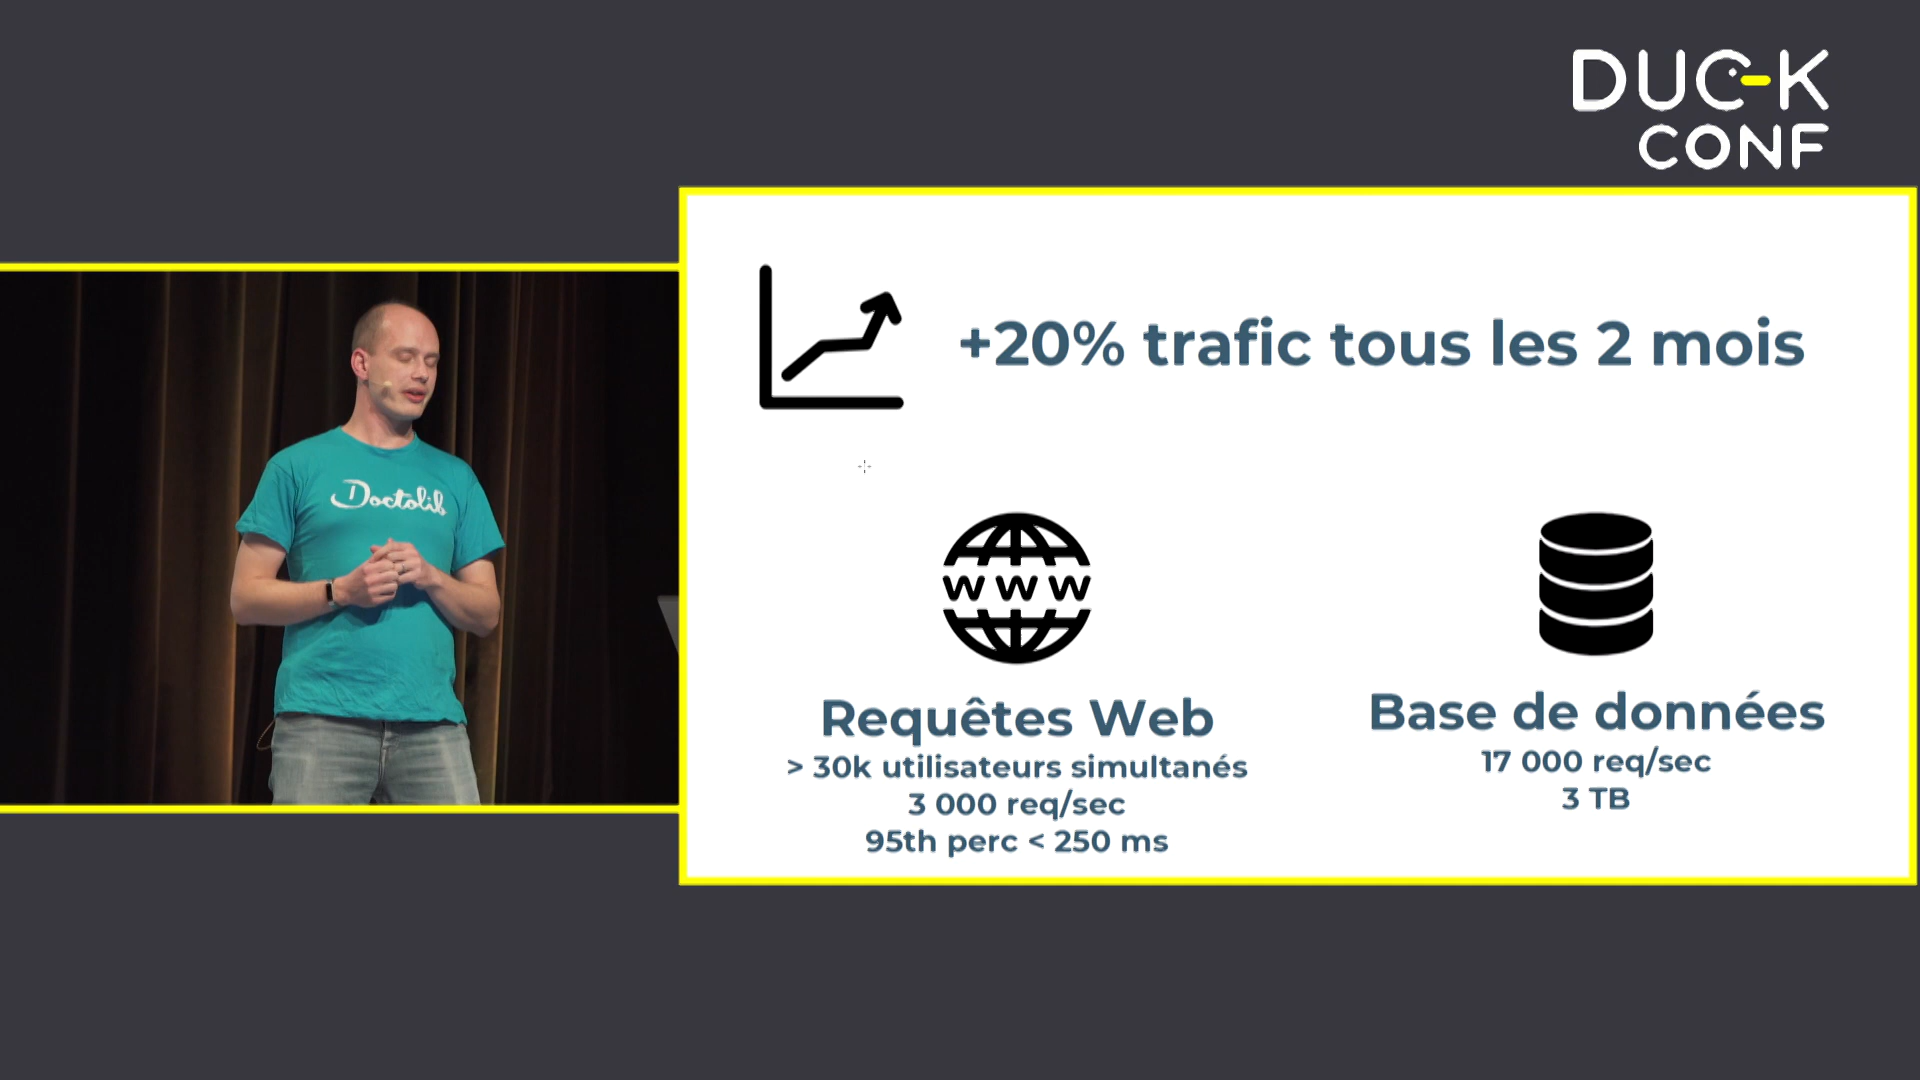 DUC-K
CONF
+20% trafic tous les 2 mois
Doctolib
www
Requêtes Web
> 30k utilisateurs simultanés
3 000 req/sec
95th perc < 250 ms
Base de données
17 000 req/sec
3 TB